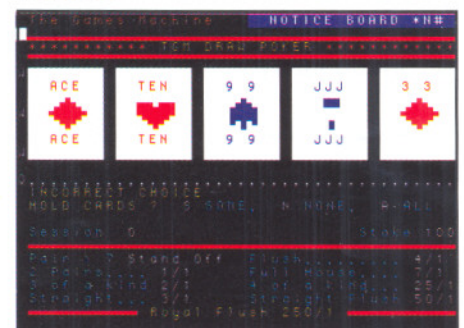 The Games Machine NOTICE BOARD *N#
TGM DRAW POKER
ACE TEN 9 9 JJJ 3 3
ACE TEN 9 9 JJJ 3 3
INCORRECT CHOICE
HOLD CARDS ? S SOME, N NONE, A-ALL
Session 0 Stake 100
Pair : ? Stand Off Flush......... 4/1
2 Pairs.... 1/1 Full House.... 7/1
3 of a kind 2/1 4 of a kind... 25/1
Straight... 3/1 Straight Flush 50/1
Royal Flush 250/1